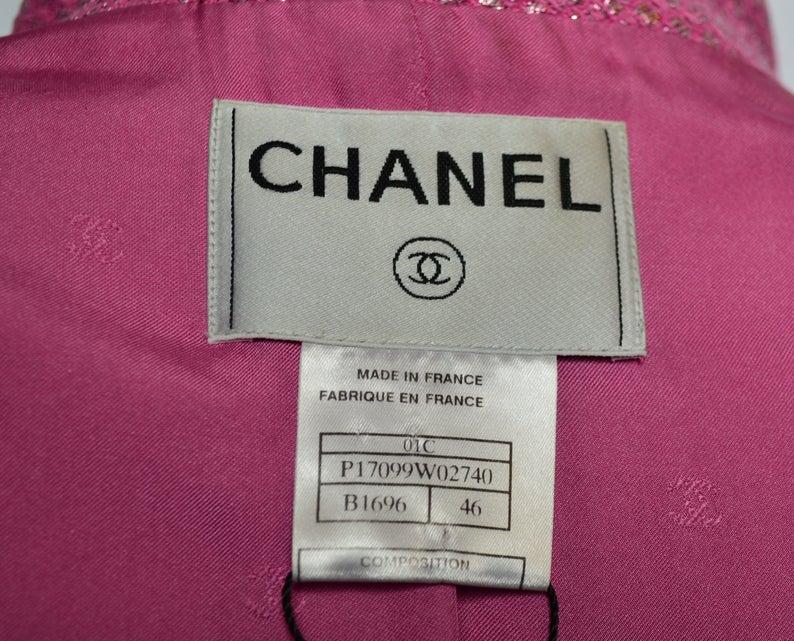 CHANEL
MADE IN FRANCE
FABRIQUE EN FRANCE
01C
P17099W02740
B1696 46
COMPOSITION